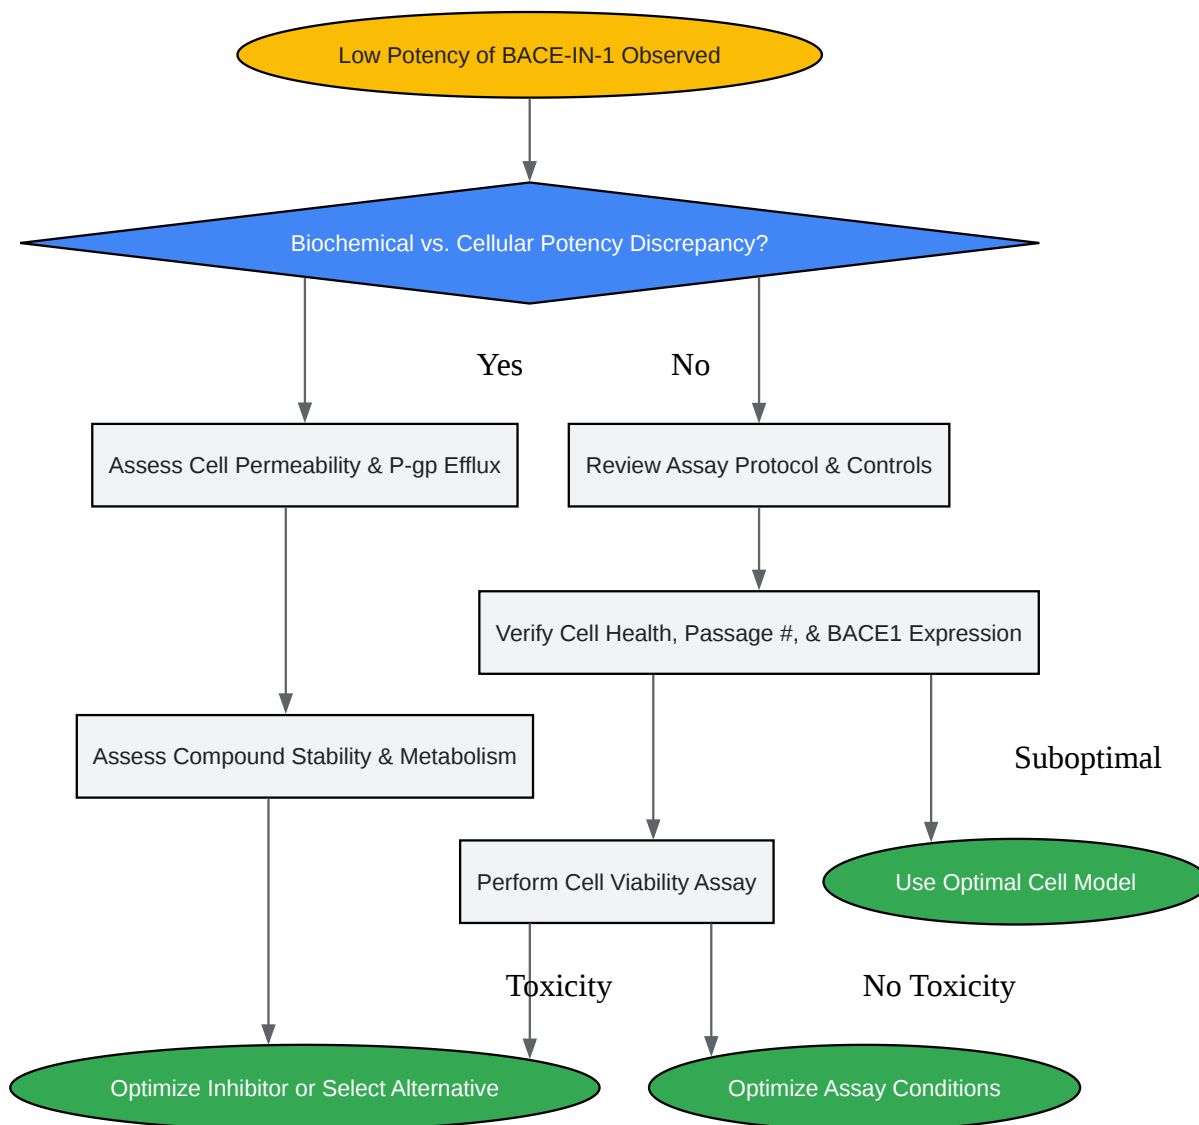 Low Potency of BACE-IN-1 Observed
Biochemical vs. Cellular Potency Discrepancy?
Yes
No
Assess Cell Permeability & P-gp Efflux
Review Assay Protocol & Controls
Verify Cell Health, Passage #, & BACE1 Expression
Assess Compound Stability & Metabolism
Suboptimal
Perform Cell Viability Assay
Use Optimal Cell Model
Toxicity
No Toxicity
Optimize Inhibitor or Select Alternative
Optimize Assay Conditions